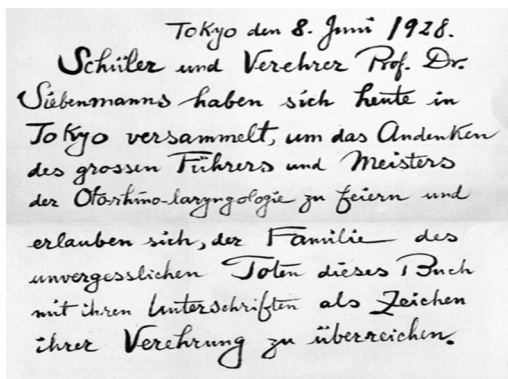 Tokyo den 8. Juni 1928.
Schüler und Verehrer Prof. Dr.
Siebenmanns haben sich heute in
Tokyo versammelt, um das Andenken
des grossen Führers und Meisters
der Oto-rhino-laryngologie zu feiern und
erlauben sich, der Familie des
unvergesslichen Toten dieses Buch
mit ihren Unterschriften als Zeichen
ihrer Verehrung zu überreichen.